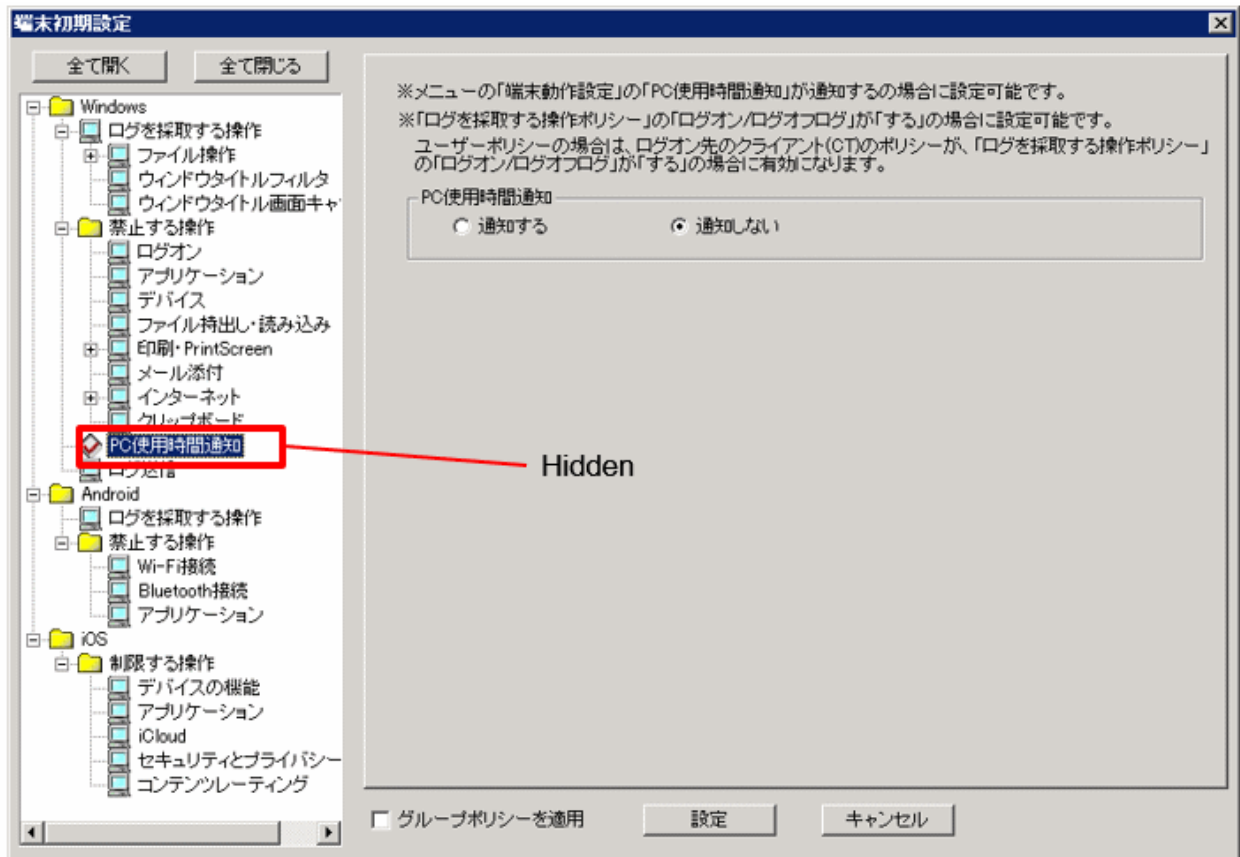 端末初期設定
全て開く 全て閉じる
Windows
ログを採取する操作
ファイル操作
ウィンドウタイトルフィルタ
ウィンドウタイトル画面キャ
禁止する操作
ログオン
アプリケーション
デバイス
ファイル持出し・読み込み
印刷・PrintScreen
メール添付
インターネット
クリップボード
PC使用時間通知
ログ送信
Android
ログを採取する操作
禁止する操作
Wi-Fi接続
Bluetooth接続
アプリケーション
iOS
制限する操作
デバイスの機能
アプリケーション
iCloud
セキュリティとプライバシー
コンテンツレーティング
※メニューの「端末動作設定」の「PC使用時間通知」が通知するの場合に設定可能です。
※「ログを採取する操作ポリシー」の「ログオン/ログオフログ」が「する」の場合に設定可能です。
ユーザーポリシーの場合は、ログオン先のクライアント(CT)のポリシーが、「ログを採取する操作ポリシー」
の「ログオン/ログオフログ」が「する」の場合に有効になります。
PC使用時間通知
通知する 通知しない
Hidden
グループポリシーを適用 設定 キャンセル